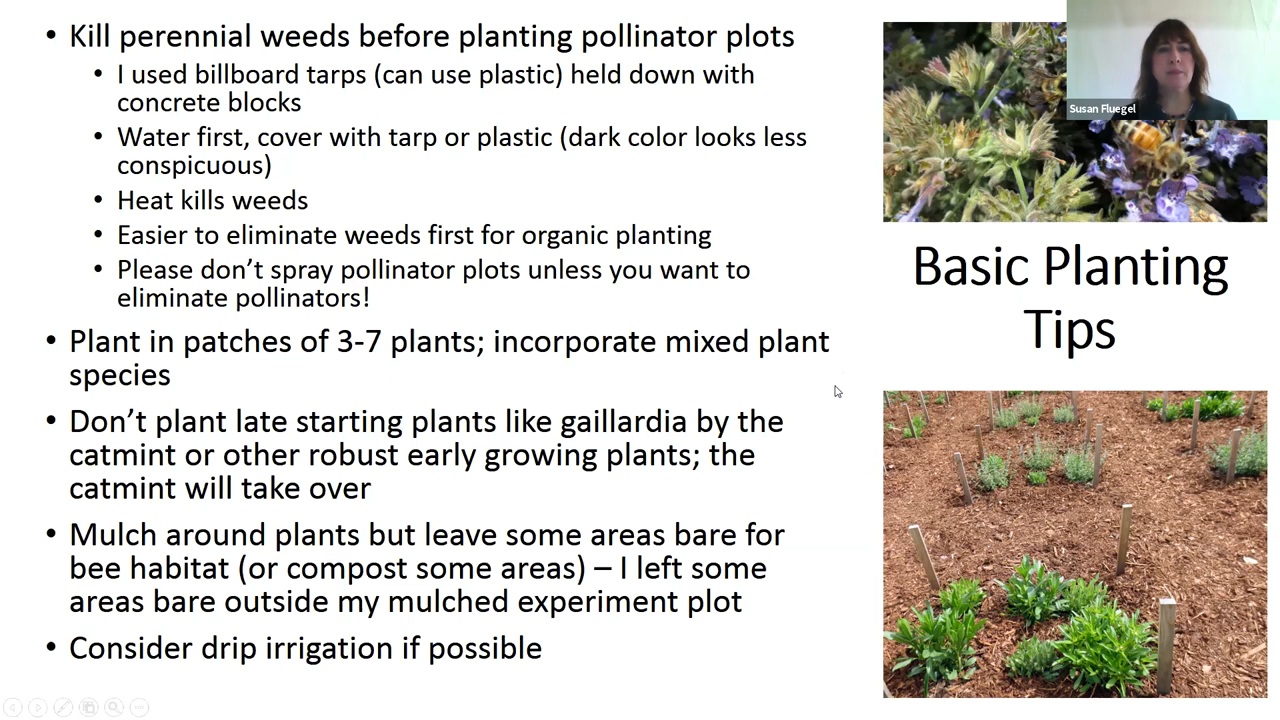 • Kill perennial weeds before planting pollinator plots
• I used billboard tarps (can use plastic) held down with
concrete blocks
• Water first, cover with tarp or plastic (dark color looks less
conspicuous)
• Heat kills weeds
• Easier to eliminate weeds first for organic planting
• Please don’t spray pollinator plots unless you want to
eliminate pollinators!
• Plant in patches of 3-7 plants; incorporate mixed plant
species
• Don’t plant late starting plants like gaillardia by the
catmint or other robust early growing plants; the
catmint will take over
• Mulch around plants but leave some areas bare for
bee habitat (or compost some areas) – I left some
areas bare outside my mulched experiment plot
• Consider drip irrigation if possible
Susan Fluegel
Basic Planting
Tips